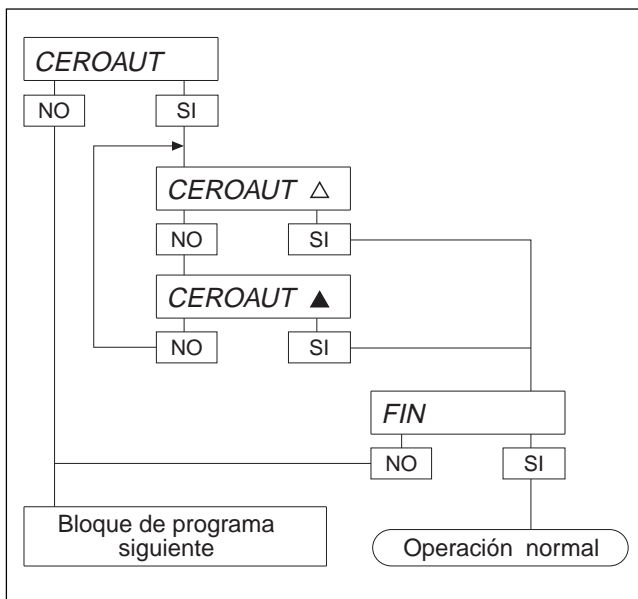 CEROAUT
NO
SI
CEROAUT △
NO
SI
CEROAUT ▲
NO
SI
FIN
NO
SI
Bloque de programa
siguiente
Operación normal